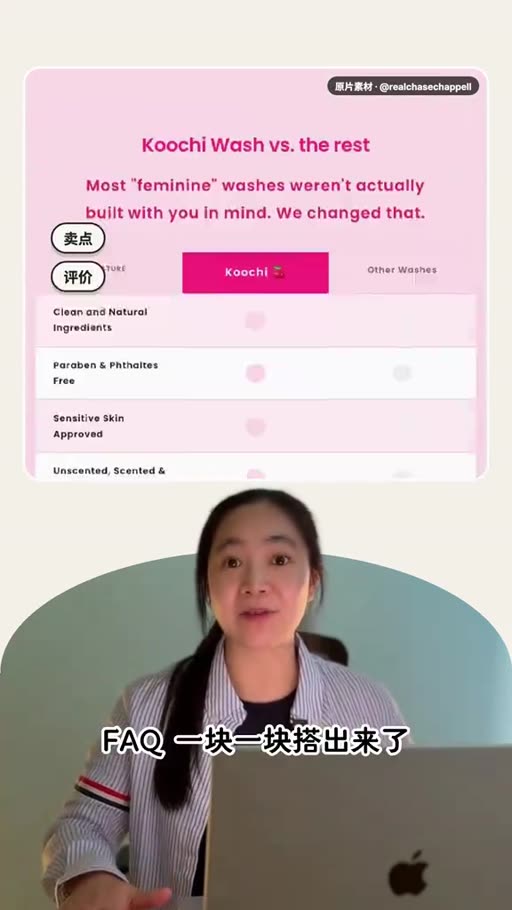 原片素材 · @realchasechappell
Koochi Wash vs. the rest
Most "feminine" washes weren't actually
built with you in mind. We changed that.
卖点
评价
TURE
Koochi
Other Washes
Clean and Natural
Ingredients
Paraben & Phthaltes
Free
Sensitive Skin
Approved
Unscented, Scented &
FAQ 一块一块搭出来了